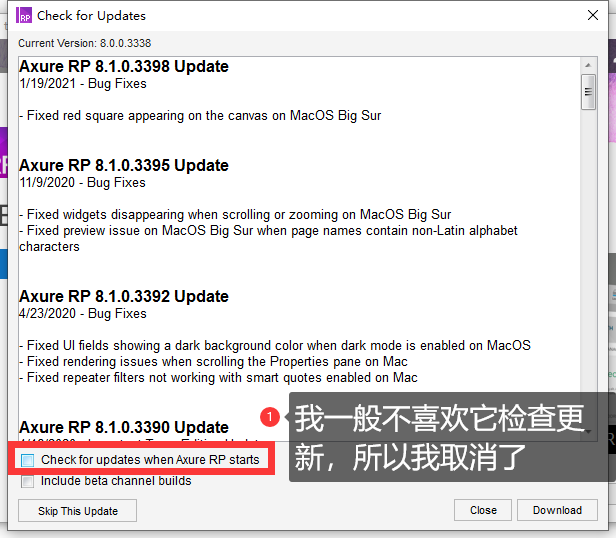 RP Check for Updates
Current Version: 8.0.0.3338
Axure RP 8.1.0.3398 Update
1/19/2021 - Bug Fixes
- Fixed red square appearing on the canvas on MacOS Big Sur
Axure RP 8.1.0.3395 Update
11/9/2020 - Bug Fixes
- Fixed widgets disappearing when scrolling or zooming on MacOS Big Sur
- Fixed preview issue on MacOS Big Sur when page names contain non-Latin alphabet
characters
Axure RP 8.1.0.3392 Update
4/23/2020 - Bug Fixes
- Fixed UI fields showing a dark background color when dark mode is enabled on MacOS
- Fixed rendering issues when scrolling the Properties pane on Mac
- Fixed repeater filters not working with smart quotes enabled on Mac
Axure RP 8.1.0.3390 Update
1
我一般不喜欢它检查更
新，所以我取消了
Check for updates when Axure RP starts
Include beta channel builds
Skip This Update
Close
Download